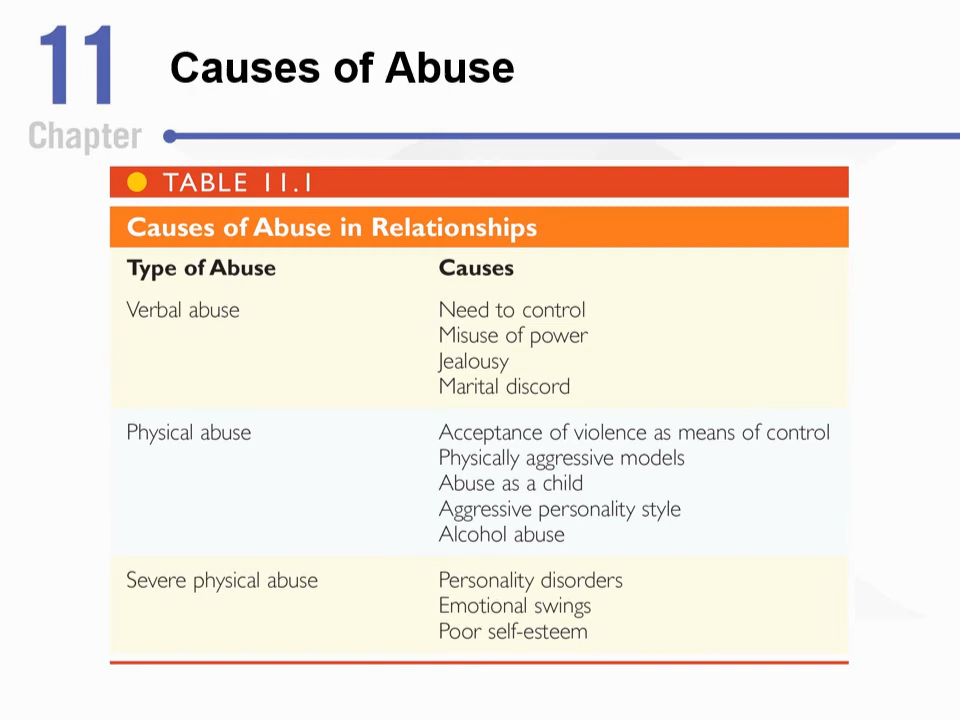 11
Chapter
Causes of Abuse
TABLE 11.1
Causes of Abuse in Relationships
Type of Abuse Causes
Verbal abuse Need to control
Misuse of power
Jealousy
Marital discord
Physical abuse Acceptance of violence as means of control
Physically aggressive models
Abuse as a child
Aggressive personality style
Alcohol abuse
Severe physical abuse Personality disorders
Emotional swings
Poor self-esteem